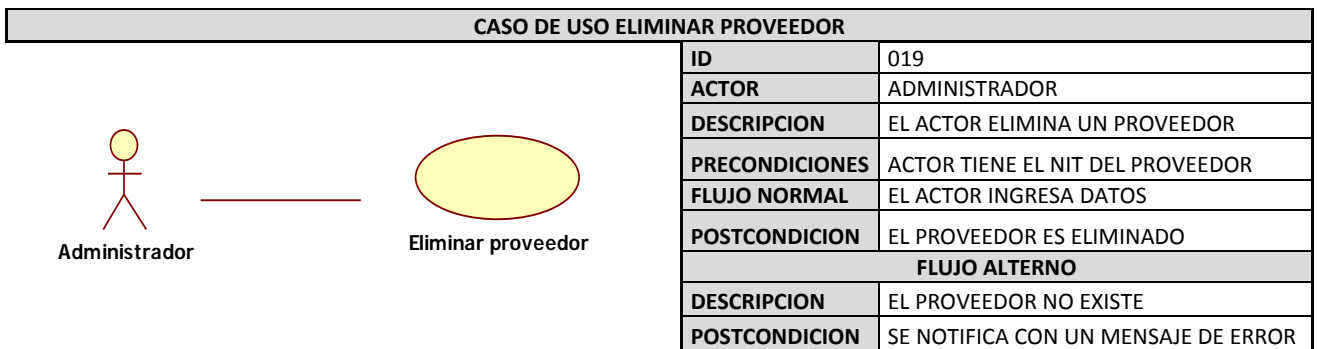 CASO DE USO ELIMINAR PROVEEDOR
ID 019
ACTOR ADMINISTRADOR
DESCRIPCION EL ACTOR ELIMINA UN PROVEEDOR
PRECONDICIONES ACTOR TIENE EL NIT DEL PROVEEDOR
FLUJO NORMAL EL ACTOR INGRESA DATOS
POSTCONDICION EL PROVEEDOR ES ELIMINADO
FLUJO ALTERNO
DESCRIPCION EL PROVEEDOR NO EXISTE
POSTCONDICION SE NOTIFICA CON UN MENSAJE DE ERROR
Administrador
Eliminar proveedor